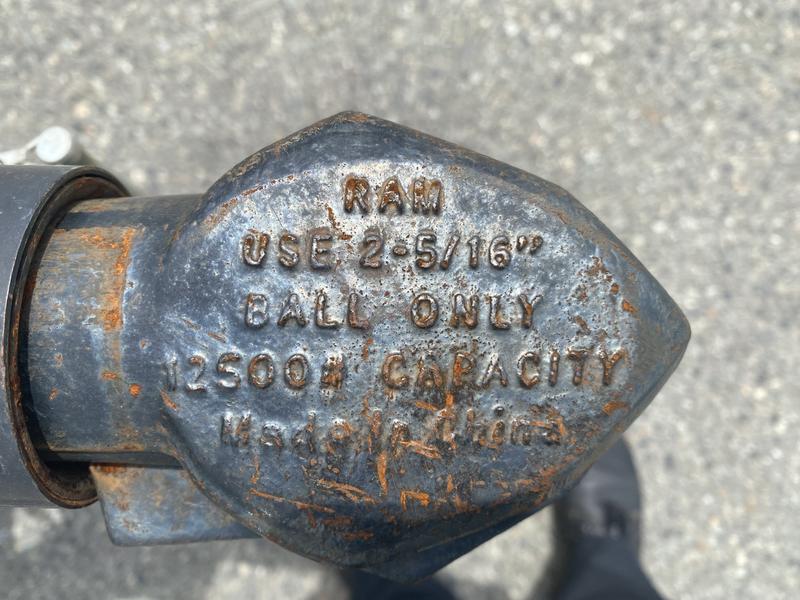 RAM
USE 2-5/16"
BALL ONLY
12500# CAPACITY
Made In China